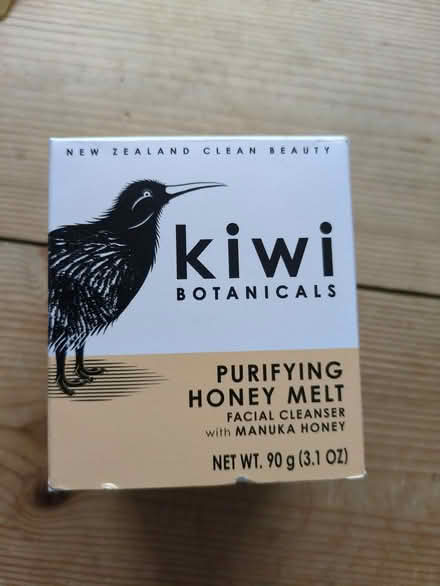 NEW ZEALAND CLEAN BEAUTY
kiwi
BOTANICALS
PURIFYING
HONEY MELT
FACIAL CLEANSER
with MANUKA HONEY
NET WT. 90 g (3.1 OZ)